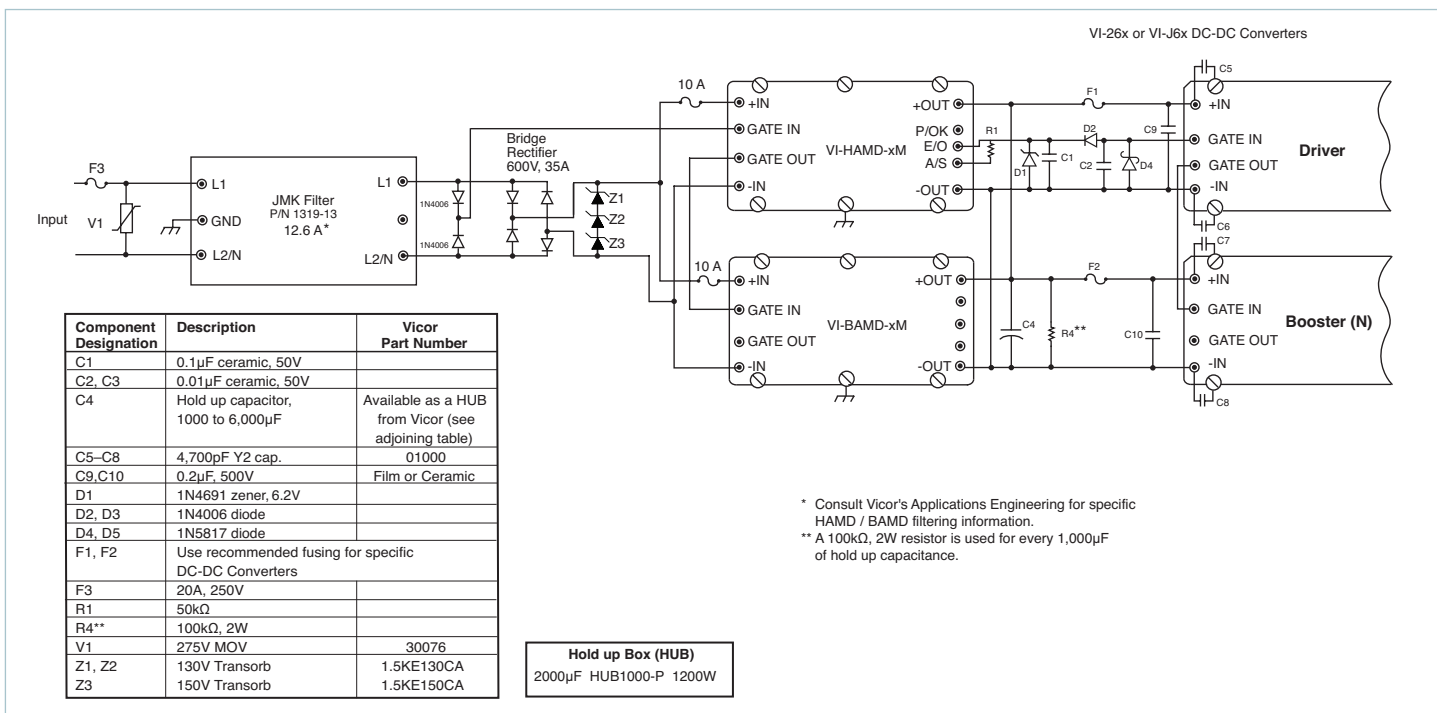 VI-26x or VI-J6x DC-DC Converters
F3
Input
V1
L1
GND
L2/N
JMK Filter
P/N 1319-13
12.6 A*
L1
L2/N
1N4006
1N4006
Bridge
Rectifier
600V, 35A
Z1
Z2
Z3
10 A
+IN
GATE IN
GATE OUT
-IN
VI-HAMD-xM
+OUT
P/OK
E/O
A/S
-OUT
R1
D1
C1
D2
C2
D4
F1
C9
C5
+IN
GATE IN
GATE OUT
-IN
Driver
C6
10 A
+IN
GATE IN
GATE OUT
-IN
VI-BAMD-xM
+OUT
-OUT
C4
R4**
F2
C10
C7
+IN
GATE IN
GATE OUT
-IN
Booster (N)
C8
Component Designation Description Vicor Part Number
C1 0.1µF ceramic, 50V
C2, C3 0.01µF ceramic, 50V
C4 Hold up capacitor, Available as a HUB
1000 to 6,000µF from Vicor (see
adjoining table)
C5–C8 4,700pF Y2 cap. 01000
C9,C10 0.2µF, 500V Film or Ceramic
D1 1N4691 zener, 6.2V
D2, D3 1N4006 diode
D4, D5 1N5817 diode
F1, F2 Use recommended fusing for specific
DC-DC Converters
F3 20A, 250V
R1 50kΩ
R4** 100kΩ, 2W
V1 275V MOV 30076
Z1, Z2 130V Transorb 1.5KE130CA
Z3 150V Transorb 1.5KE150CA
Hold up Box (HUB)
2000µF HUB1000-P 1200W
* Consult Vicor's Applications Engineering for specific
HAMD / BAMD filtering information.
** A 100kΩ, 2W resistor is used for every 1,000µF
of hold up capacitance.